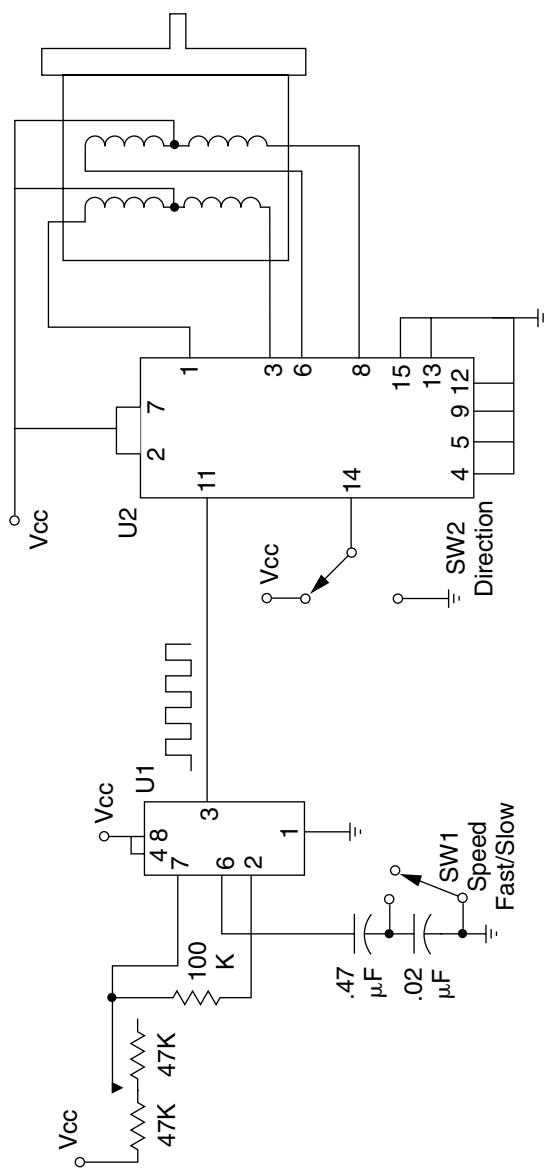 Vcc
47K
47K
100
K
.47
µF
.02
µF
SW1
Speed
Fast/Slow
U1
Vcc
4 8
7
6
2
3
1
Vcc
SW2
Direction
U2
Vcc
2 7
11
14
1
3
6
8
15
13
4 5 9 12